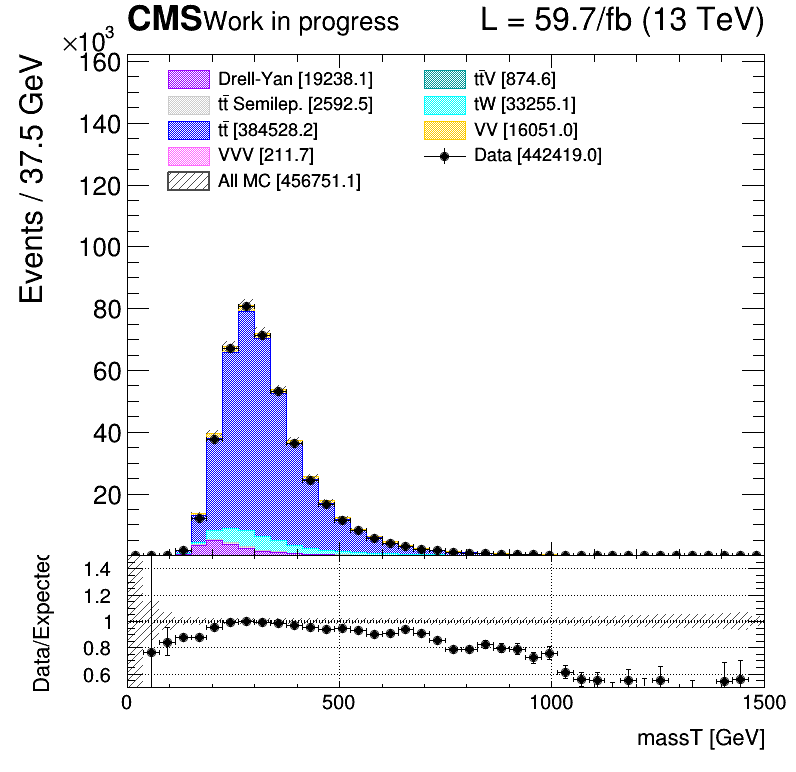 CMS Work in progress L = 59.7/fb (13 TeV)
×10³
Events / 37.5 GeV
160
140
120
100
80
60
40
20
Drell-Yan [19238.1]
tt̄ Semilep. [2592.5]
tt̄ [384528.2]
VVV [211.7]
All MC [456751.1]
tt̄V [874.6]
tW [33255.1]
VV [16051.0]
Data [442419.0]
Data/Expected
1.4
1.2
1
0.8
0.6
0 500 1000 1500
massT [GeV]